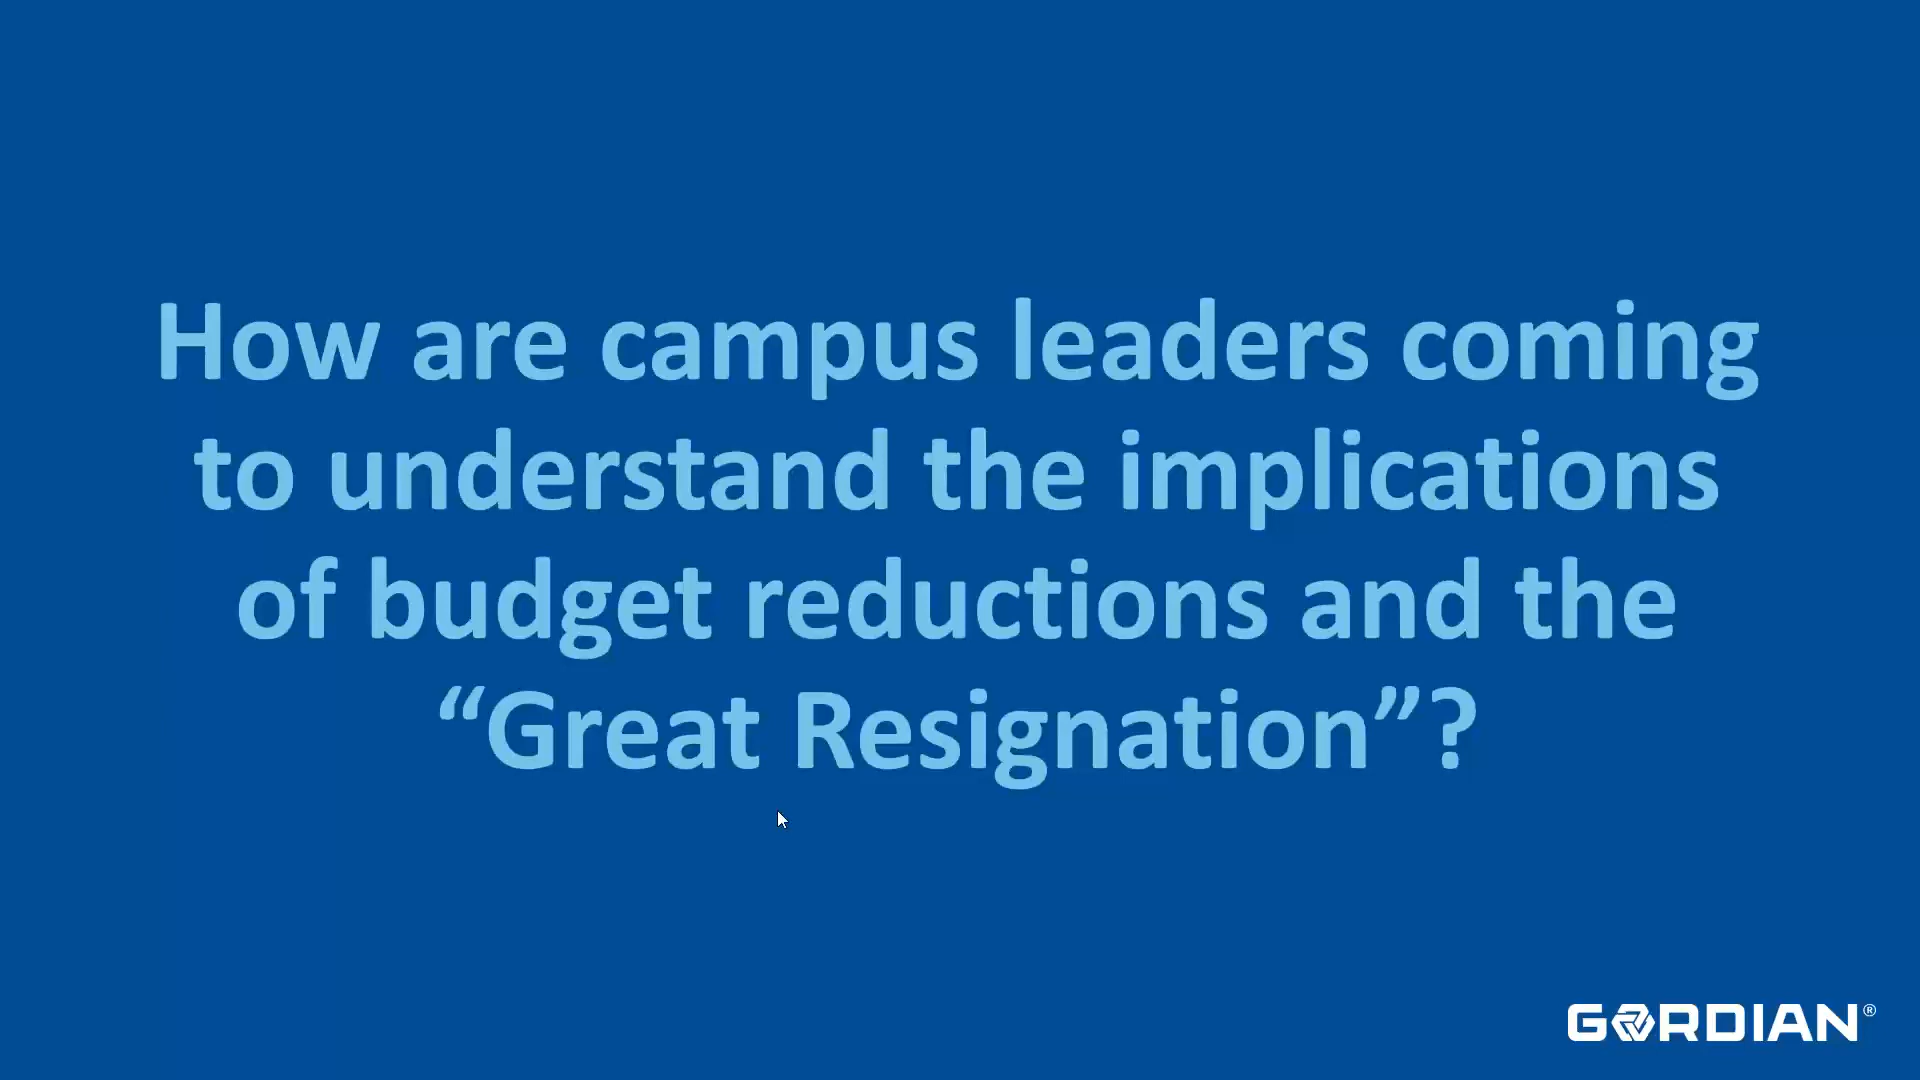 How are campus leaders coming
to understand the implications
of budget reductions and the
“Great Resignation”?
GORDIAN®